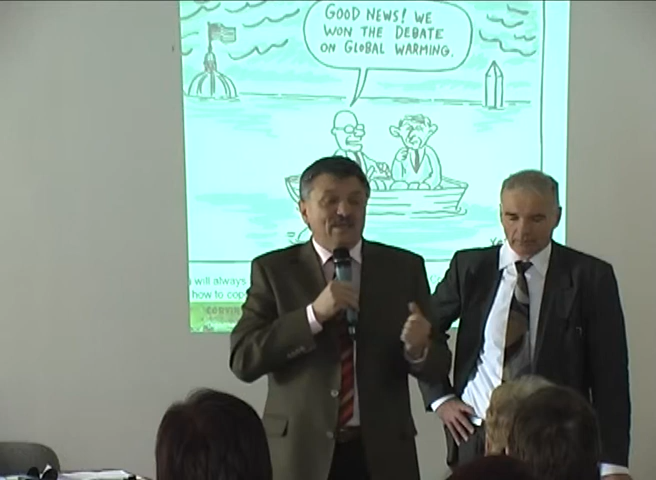 GOOD NEWS! WE
WON THE DEBATE
ON GLOBAL WARMING.
will always
how to cop